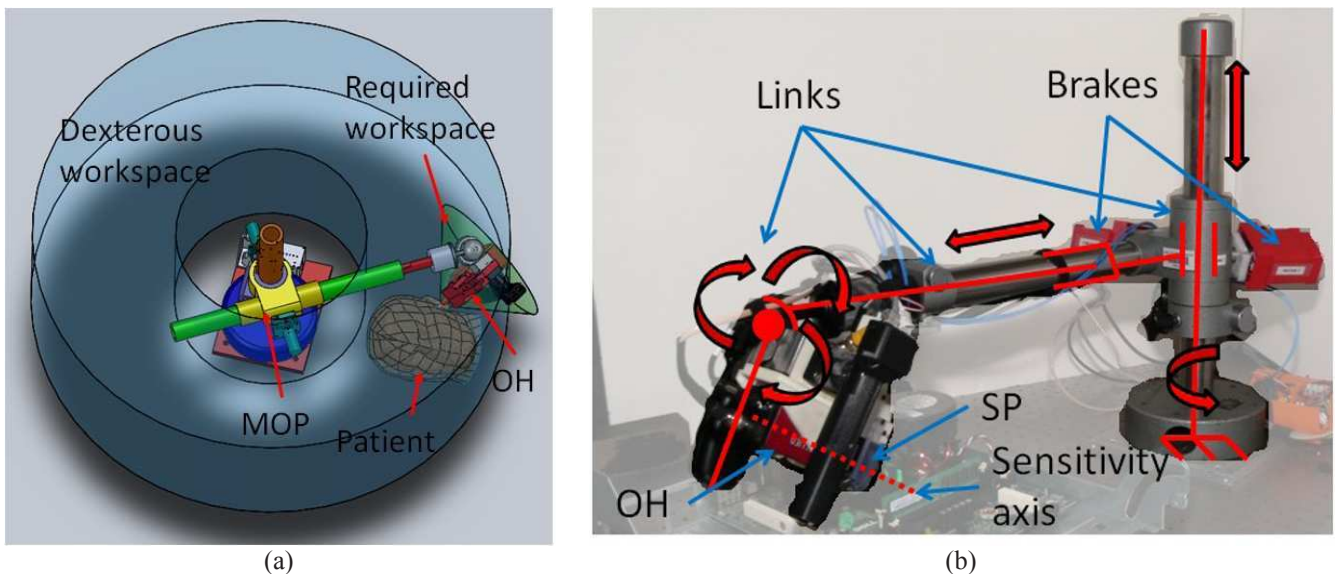 Required
workspace
Dexterous
workspace
OH
MOP
Patient
Links
Brakes
SP
Sensitivity
axis
OH
(a)
(b)